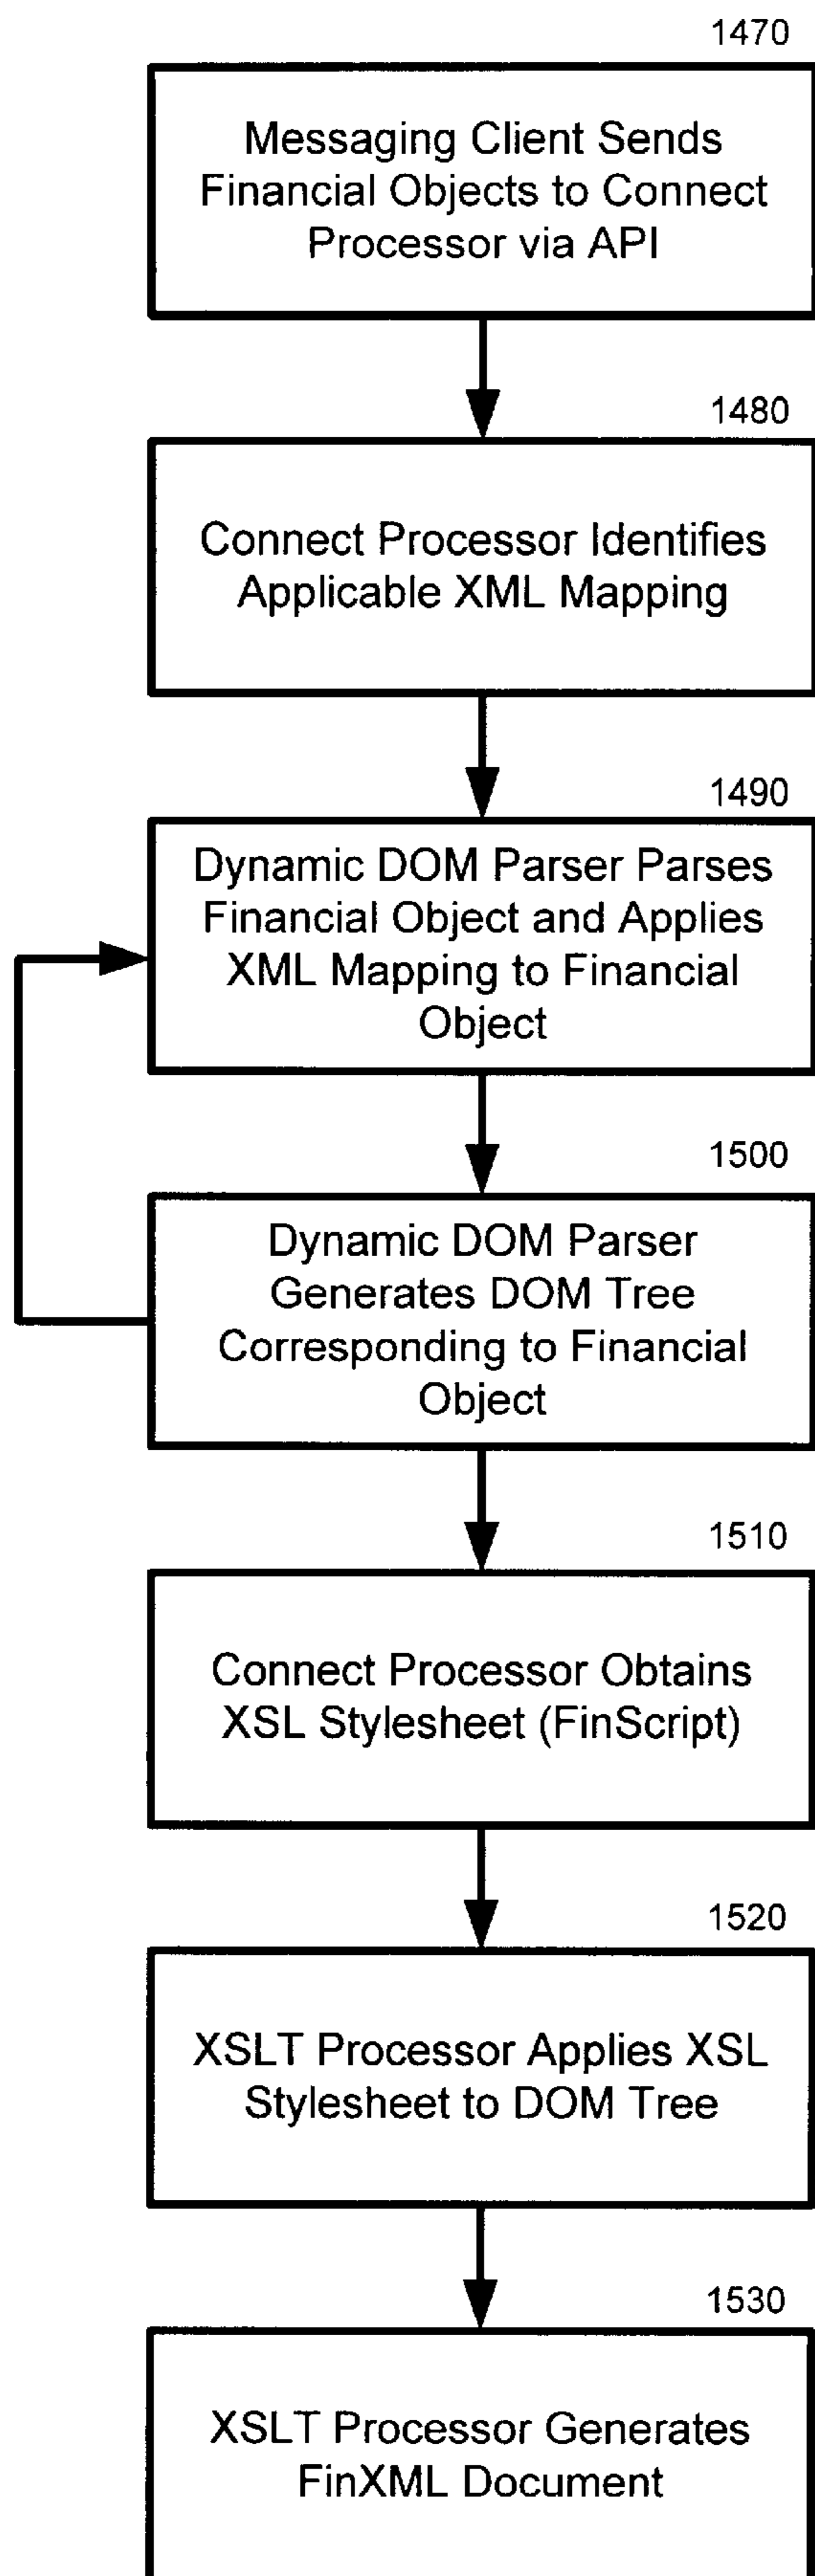 1470
Messaging Client Sends
Financial Objects to Connect
Processor via API
1480
Connect Processor Identifies
Applicable XML Mapping
1490
Dynamic DOM Parser Parses
Financial Object and Applies
XML Mapping to Financial
Object
1500
Dynamic DOM Parser
Generates DOM Tree
Corresponding to Financial
Object
1510
Connect Processor Obtains
XSL Stylesheet (FinScript)
1520
XSLT Processor Applies XSL
Stylesheet to DOM Tree
1530
XSLT Processor Generates
FinXML Document